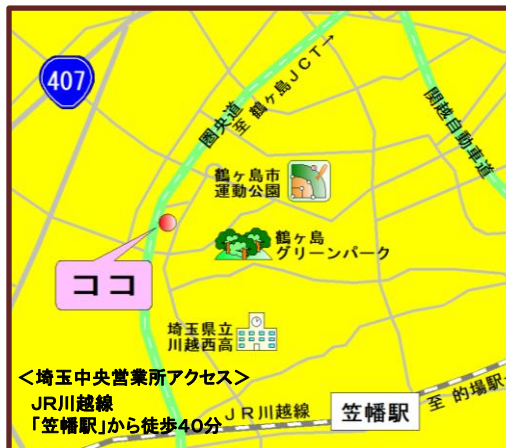 407
圏央道
至 鶴ヶ島JCT→
関越自動車道
鶴ヶ島市
運動公園
鶴ヶ島
グリーンパーク
ココ
埼玉県立
川越西高
＜埼玉中央営業所アクセス＞
JR川越線
「笠幡駅」から徒歩40分
JR川越線
笠幡駅
至 的場駅